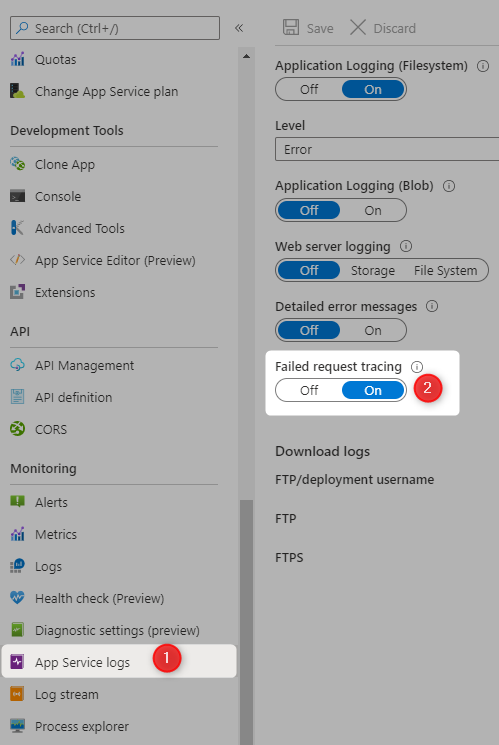 Search (Ctrl+/)
«
Quotas
Change App Service plan
Development Tools
Clone App
Console
Advanced Tools
App Service Editor (Preview)
Extensions
API
API Management
API definition
CORS
Monitoring
Alerts
Metrics
Logs
Health check (Preview)
Diagnostic settings (preview)
App Service logs
1
Log stream
Process explorer
Save Discard
Application Logging (Filesystem)
Off On
Level
Error
Application Logging (Blob)
Off On
Web server logging
Off Storage File System
Detailed error messages
Off On
Failed request tracing
Off On
2
Download logs
FTP/deployment username
FTP
FTPS